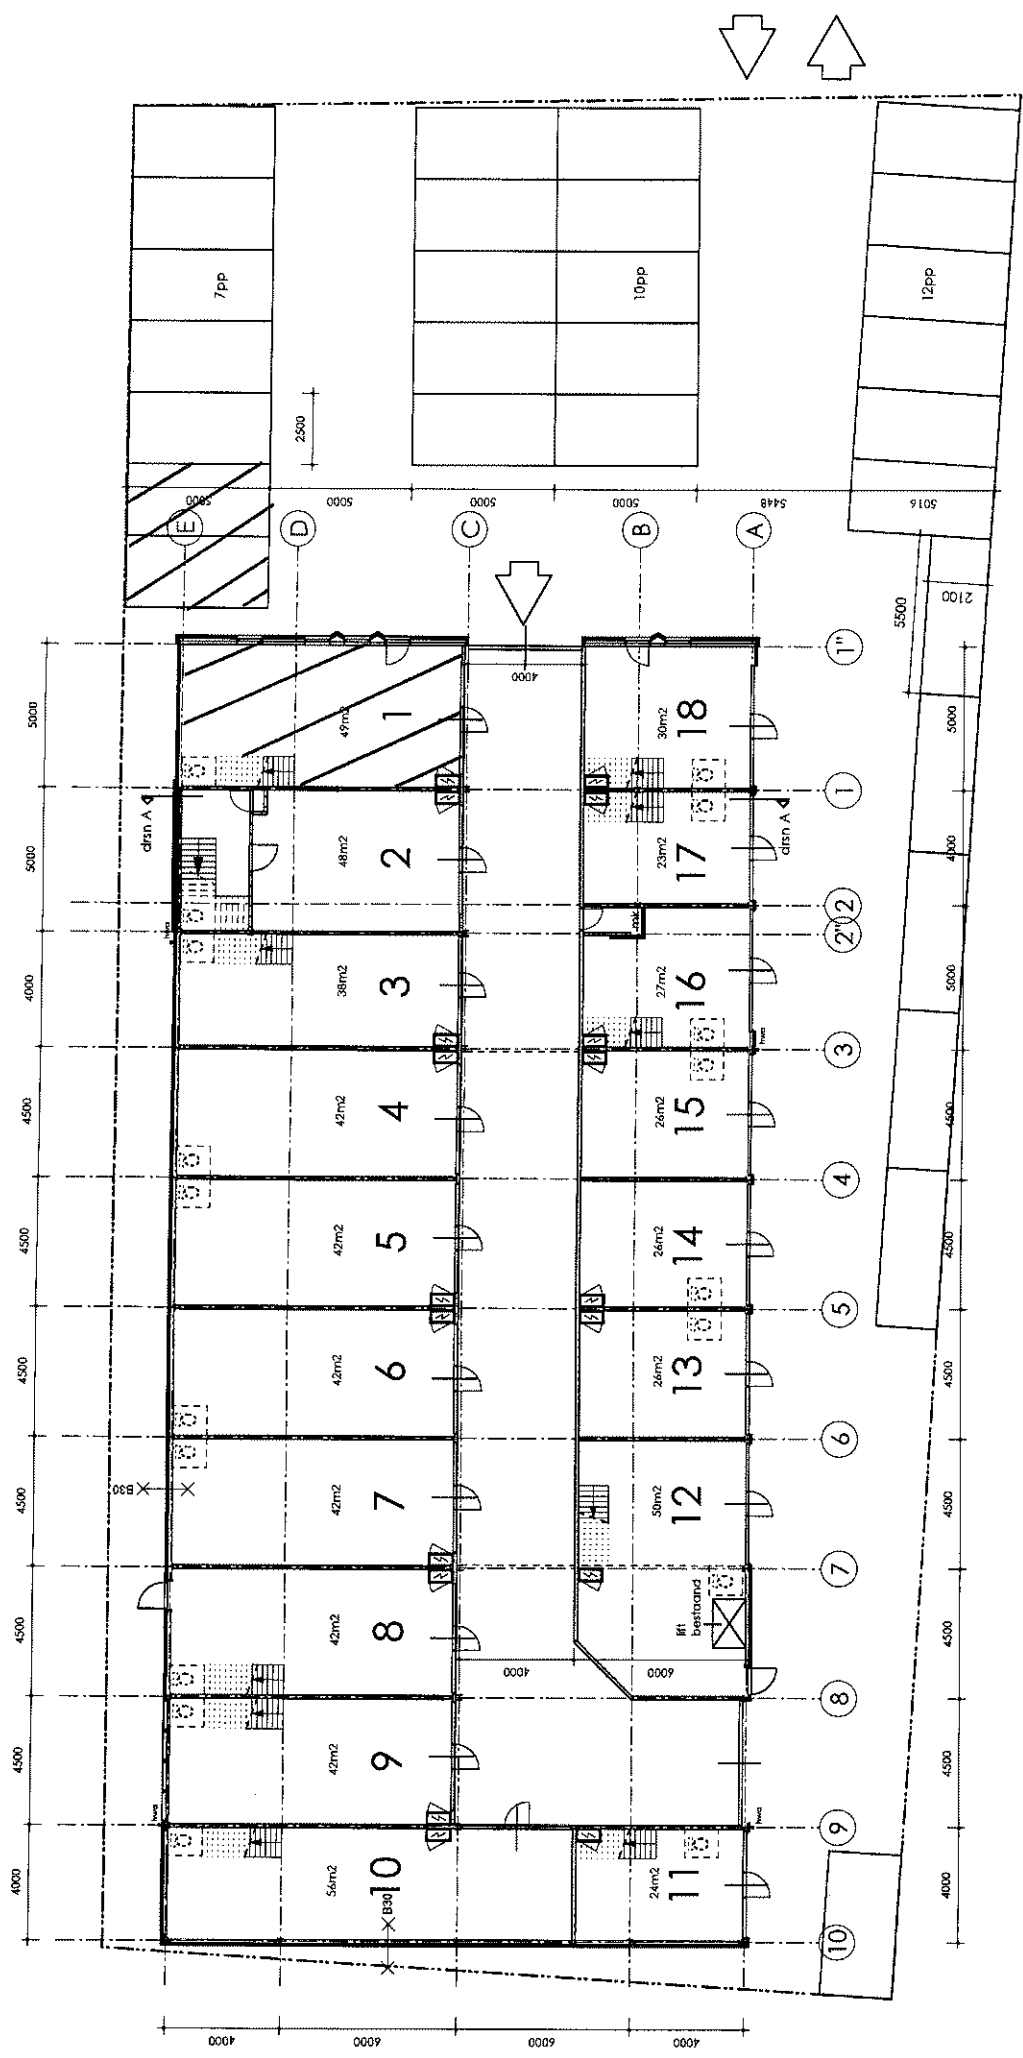 7pp
10pp
12pp
2500
5000
5000
5000
5000
5448
5016
E
D
C
B
A
2100
5500
4000
5000
5000
4000
4500
4500
4500
4500
4500
4500
4000
1"
1
2
2"
3
4
5
6
7
8
9
10
5000
4000
5000
4500
4500
4500
4500
4500
4500
4000
49m2
1
drsn A
48m2
2
hwa
38m2
3
42m2
4
42m2
5
42m2
6
B30
42m2
7
42m2
8
42m2
9
hwa
56m2
10
B30
30m2
18
23m2
17
drsn A
mk
27m2
16
hwa
26m2
15
26m2
14
26m2
13
50m2
12
lift
bestaand
4000
6000
hwa
24m2
11
4000
6000
6000
4000